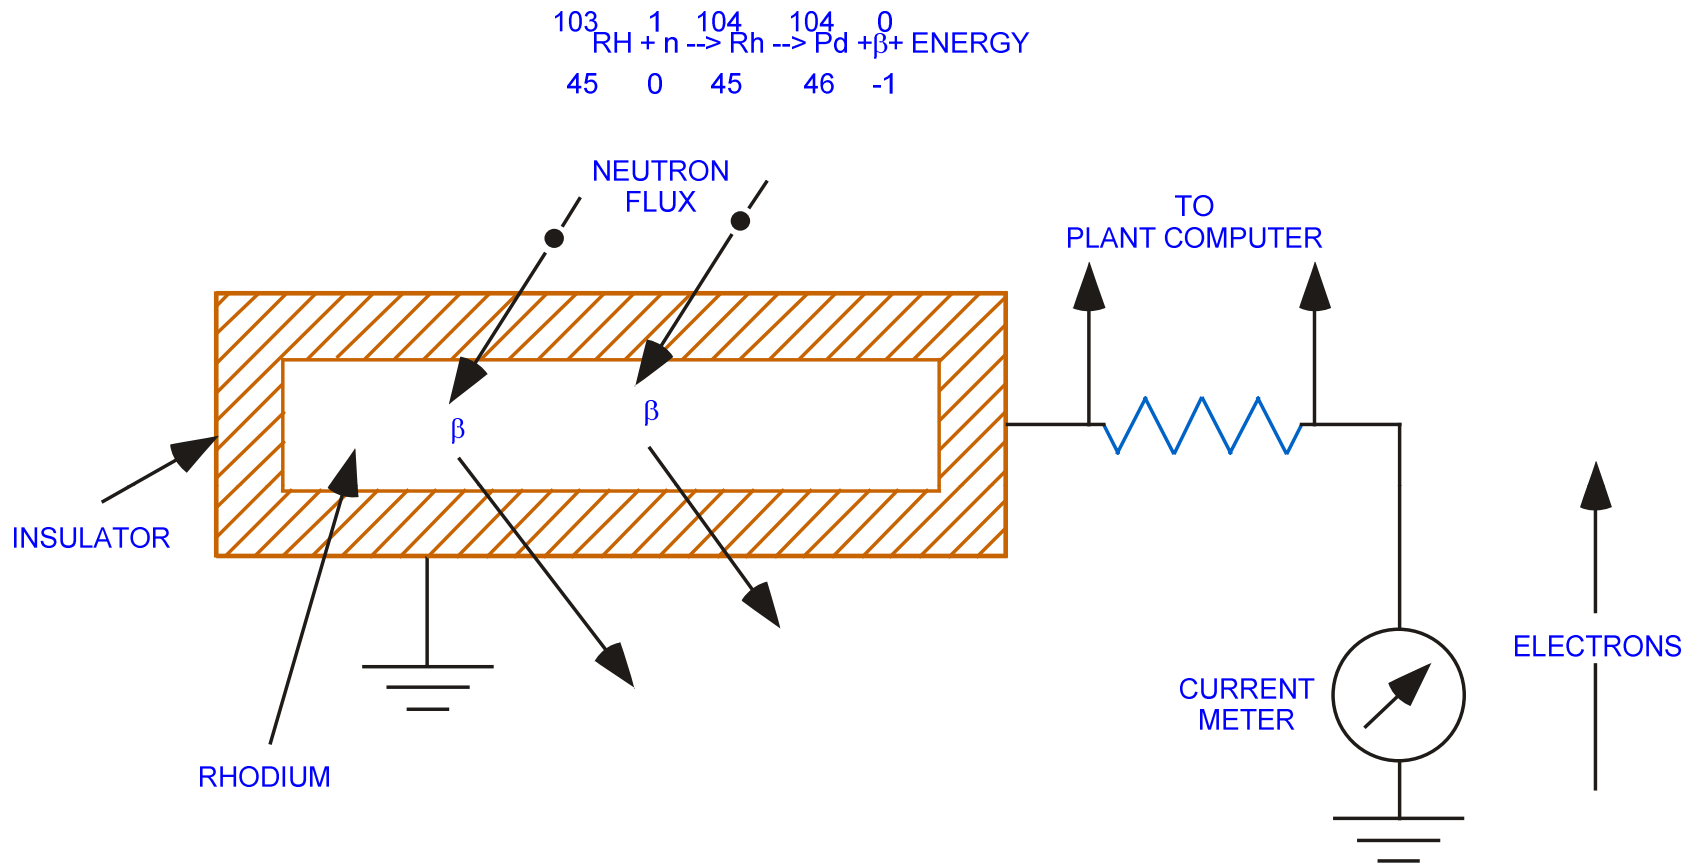 103 1 104 104 0
RH + n --> Rh --> Pd +β+ ENERGY
45 0 45 46 -1
NEUTRON
FLUX
TO
PLANT COMPUTER
β
β
INSULATOR
ELECTRONS
CURRENT
METER
RHODIUM